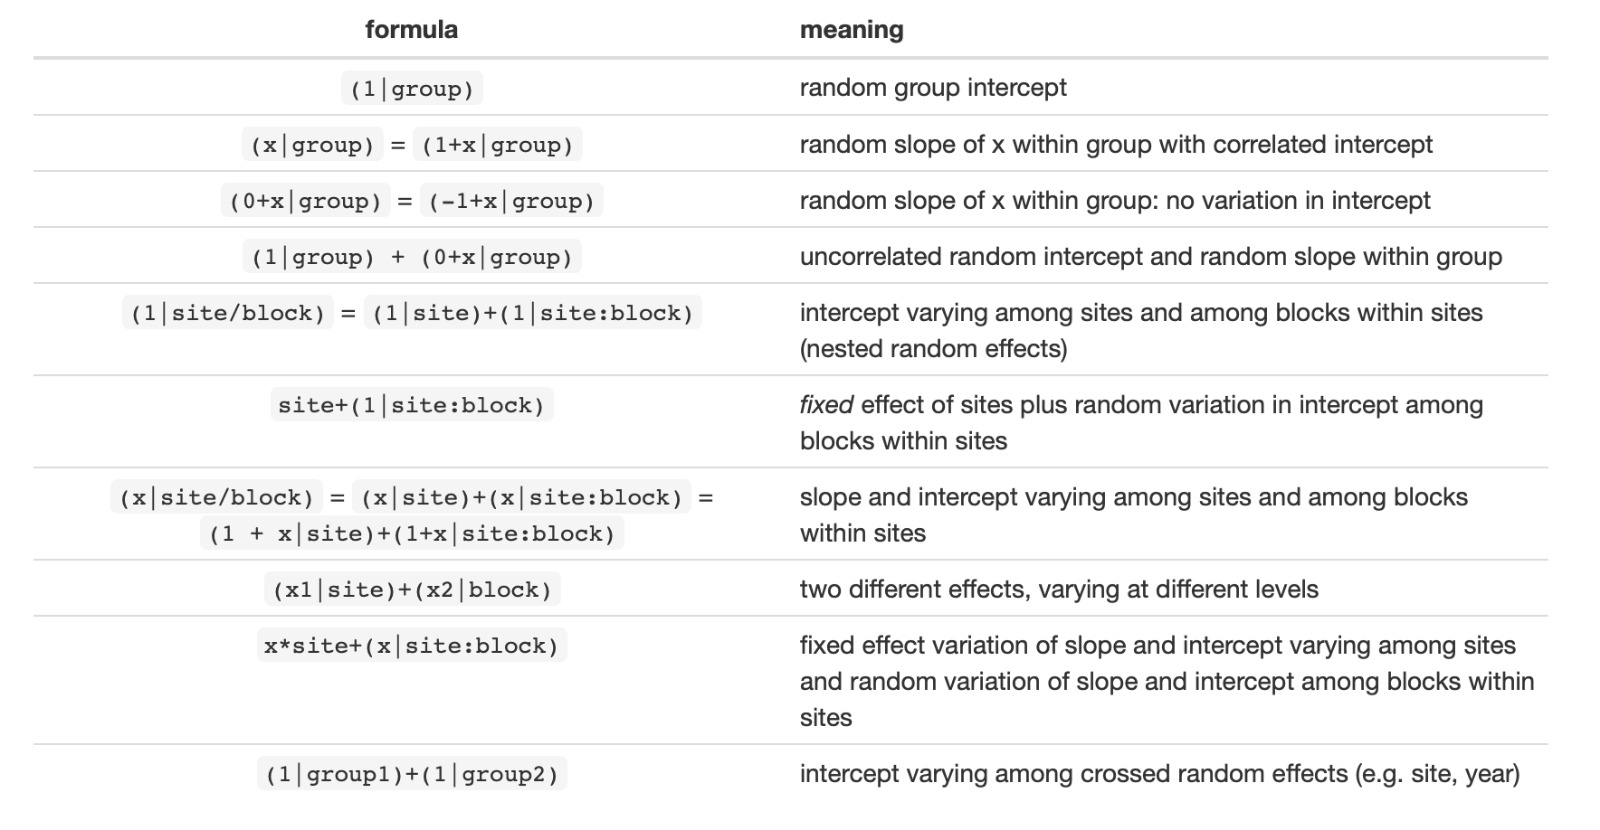 formula meaning
(1|group) random group intercept
(x|group) = (1+x|group) random slope of x within group with correlated intercept
(0+x|group) = (-1+x|group) random slope of x within group: no variation in intercept
(1|group) + (0+x|group) uncorrelated random intercept and random slope within group
(1|site/block) = (1|site)+(1|site:block) intercept varying among sites and among blocks within sites
(nested random effects)
site+(1|site:block) fixed effect of sites plus random variation in intercept among
blocks within sites
(x|site/block) = (x|site)+(x|site:block) = slope and intercept varying among sites and among blocks
(1 + x|site)+(1+x|site:block) within sites
(x1|site)+(x2|block) two different effects, varying at different levels
x*site+(x|site:block) fixed effect variation of slope and intercept varying among sites
and random variation of slope and intercept among blocks within
sites
(1|group1)+(1|group2) intercept varying among crossed random effects (e.g. site, year)